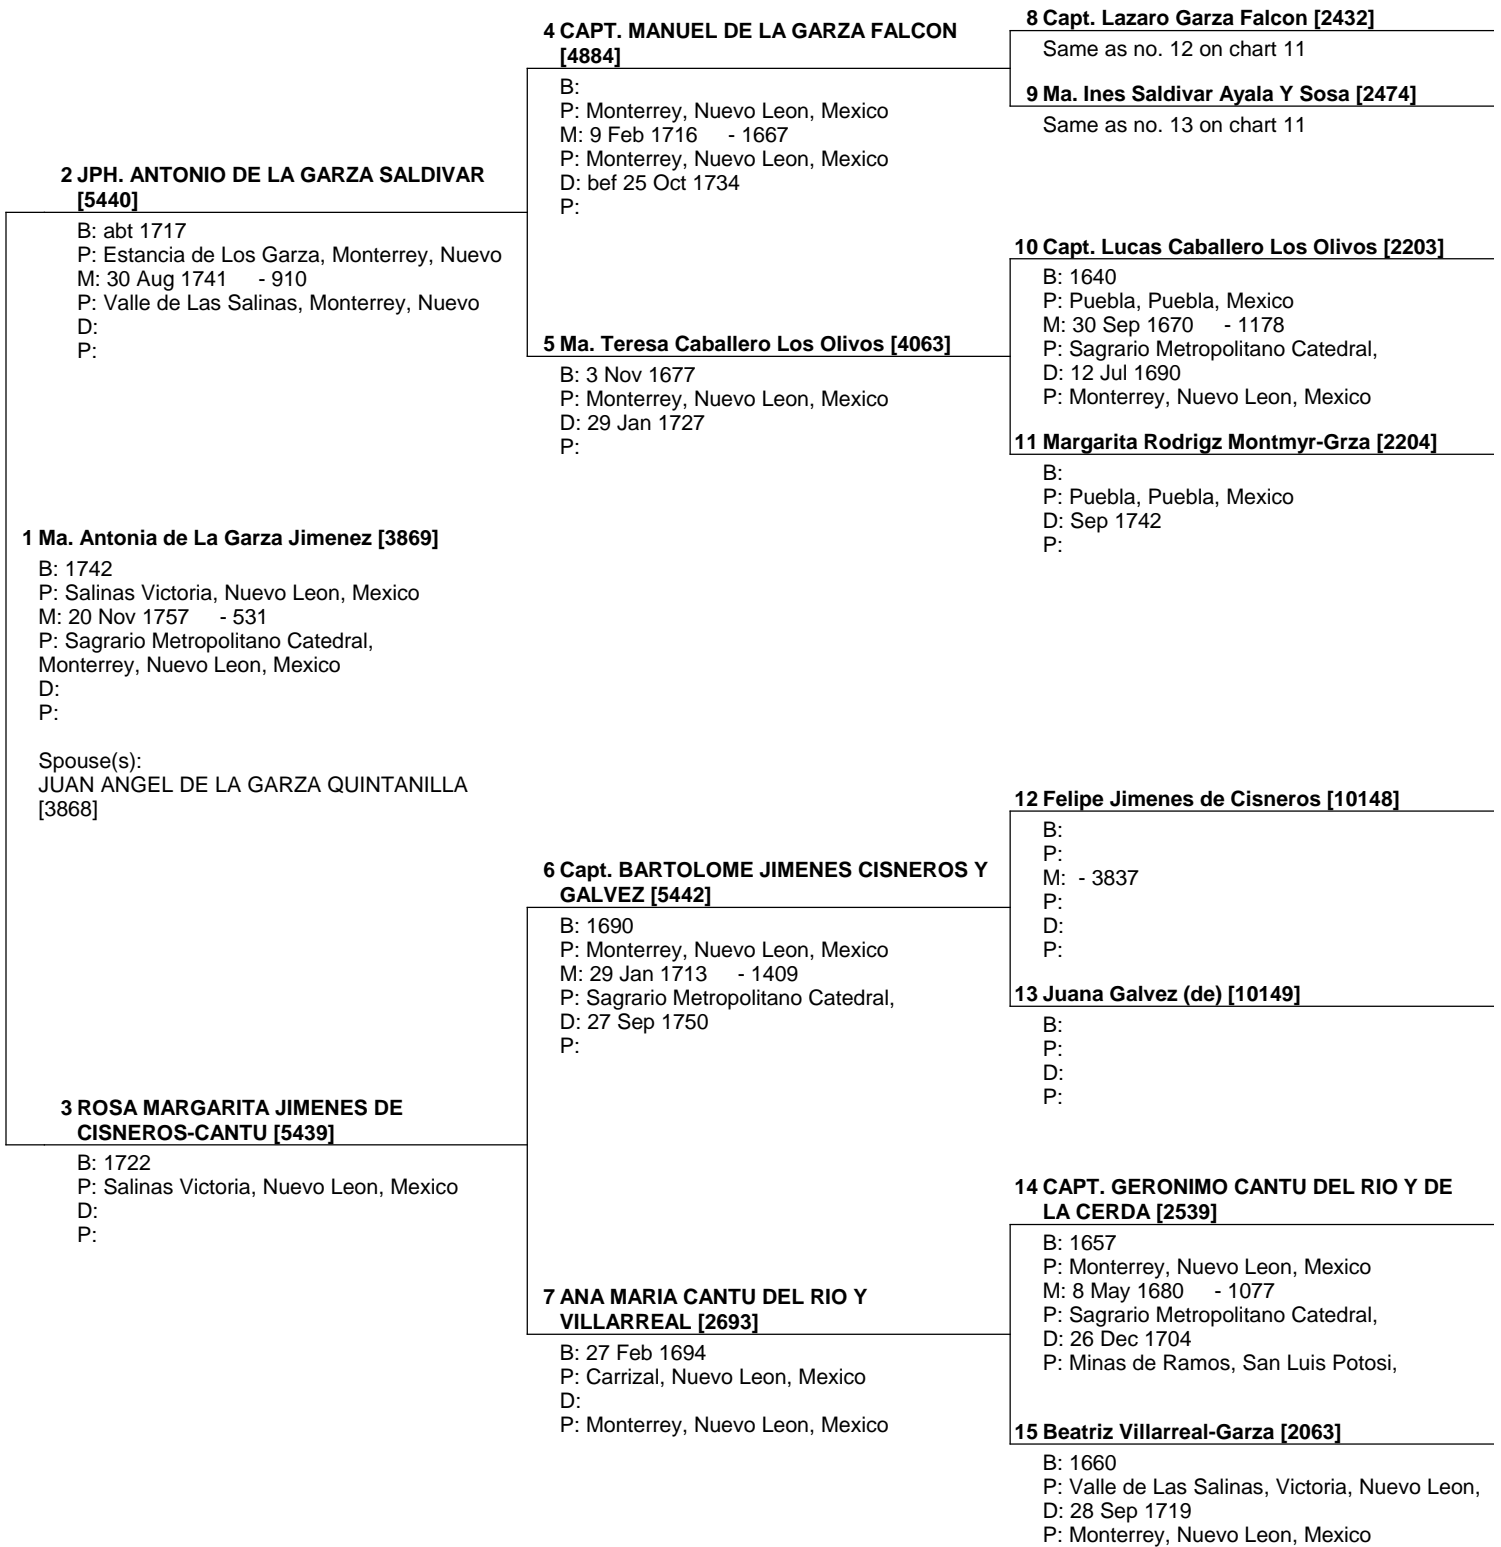 8 Capt. Lazaro Garza Falcon [2432]
Same as no. 12 on chart 11
4 CAPT. MANUEL DE LA GARZA FALCON
[4884]
B:
P: Monterrey, Nuevo Leon, Mexico
M: 9 Feb 1716 - 1667
P: Monterrey, Nuevo Leon, Mexico
D: bef 25 Oct 1734
P:
9 Ma. Ines Saldivar Ayala Y Sosa [2474]
Same as no. 13 on chart 11
2 JPH. ANTONIO DE LA GARZA SALDIVAR
[5440]
B: abt 1717
P: Estancia de Los Garza, Monterrey, Nuevo
M: 30 Aug 1741 - 910
P: Valle de Las Salinas, Monterrey, Nuevo
D:
P:
10 Capt. Lucas Caballero Los Olivos [2203]
B: 1640
P: Puebla, Puebla, Mexico
M: 30 Sep 1670 - 1178
P: Sagrario Metropolitano Catedral,
D: 12 Jul 1690
P: Monterrey, Nuevo Leon, Mexico
5 Ma. Teresa Caballero Los Olivos [4063]
B: 3 Nov 1677
P: Monterrey, Nuevo Leon, Mexico
D: 29 Jan 1727
P:
11 Margarita Rodrigz Montmyr-Grza [2204]
B:
P: Puebla, Puebla, Mexico
D: Sep 1742
P:
1 Ma. Antonia de La Garza Jimenez [3869]
B: 1742
P: Salinas Victoria, Nuevo Leon, Mexico
M: 20 Nov 1757 - 531
P: Sagrario Metropolitano Catedral,
Monterrey, Nuevo Leon, Mexico
D:
P:
Spouse(s):
JUAN ANGEL DE LA GARZA QUINTANILLA
[3868]
12 Felipe Jimenes de Cisneros [10148]
B:
P:
M: - 3837
P:
D:
P:
6 Capt. BARTOLOME JIMENES CISNEROS Y
GALVEZ [5442]
B: 1690
P: Monterrey, Nuevo Leon, Mexico
M: 29 Jan 1713 - 1409
P: Sagrario Metropolitano Catedral,
D: 27 Sep 1750
P:
13 Juana Galvez (de) [10149]
B:
P:
D:
P:
3 ROSA MARGARITA JIMENES DE
CISNEROS-CANTU [5439]
B: 1722
P: Salinas Victoria, Nuevo Leon, Mexico
D:
P:
14 CAPT. GERONIMO CANTU DEL RIO Y DE
LA CERDA [2539]
B: 1657
P: Monterrey, Nuevo Leon, Mexico
M: 8 May 1680 - 1077
P: Sagrario Metropolitano Catedral,
D: 26 Dec 1704
P: Minas de Ramos, San Luis Potosi,
7 ANA MARIA CANTU DEL RIO Y
VILLARREAL [2693]
B: 27 Feb 1694
P: Carrizal, Nuevo Leon, Mexico
D:
P: Monterrey, Nuevo Leon, Mexico
15 Beatriz Villarreal-Garza [2063]
B: 1660
P: Valle de Las Salinas, Victoria, Nuevo Leon,
D: 28 Sep 1719
P: Monterrey, Nuevo Leon, Mexico